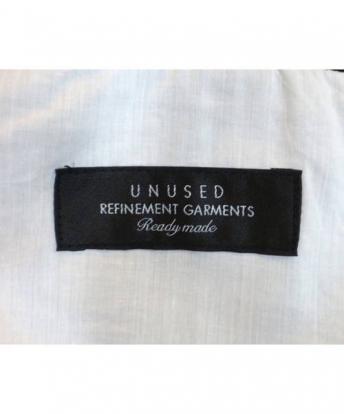 UNUSED
REFINEMENT GARMENTS
Ready made